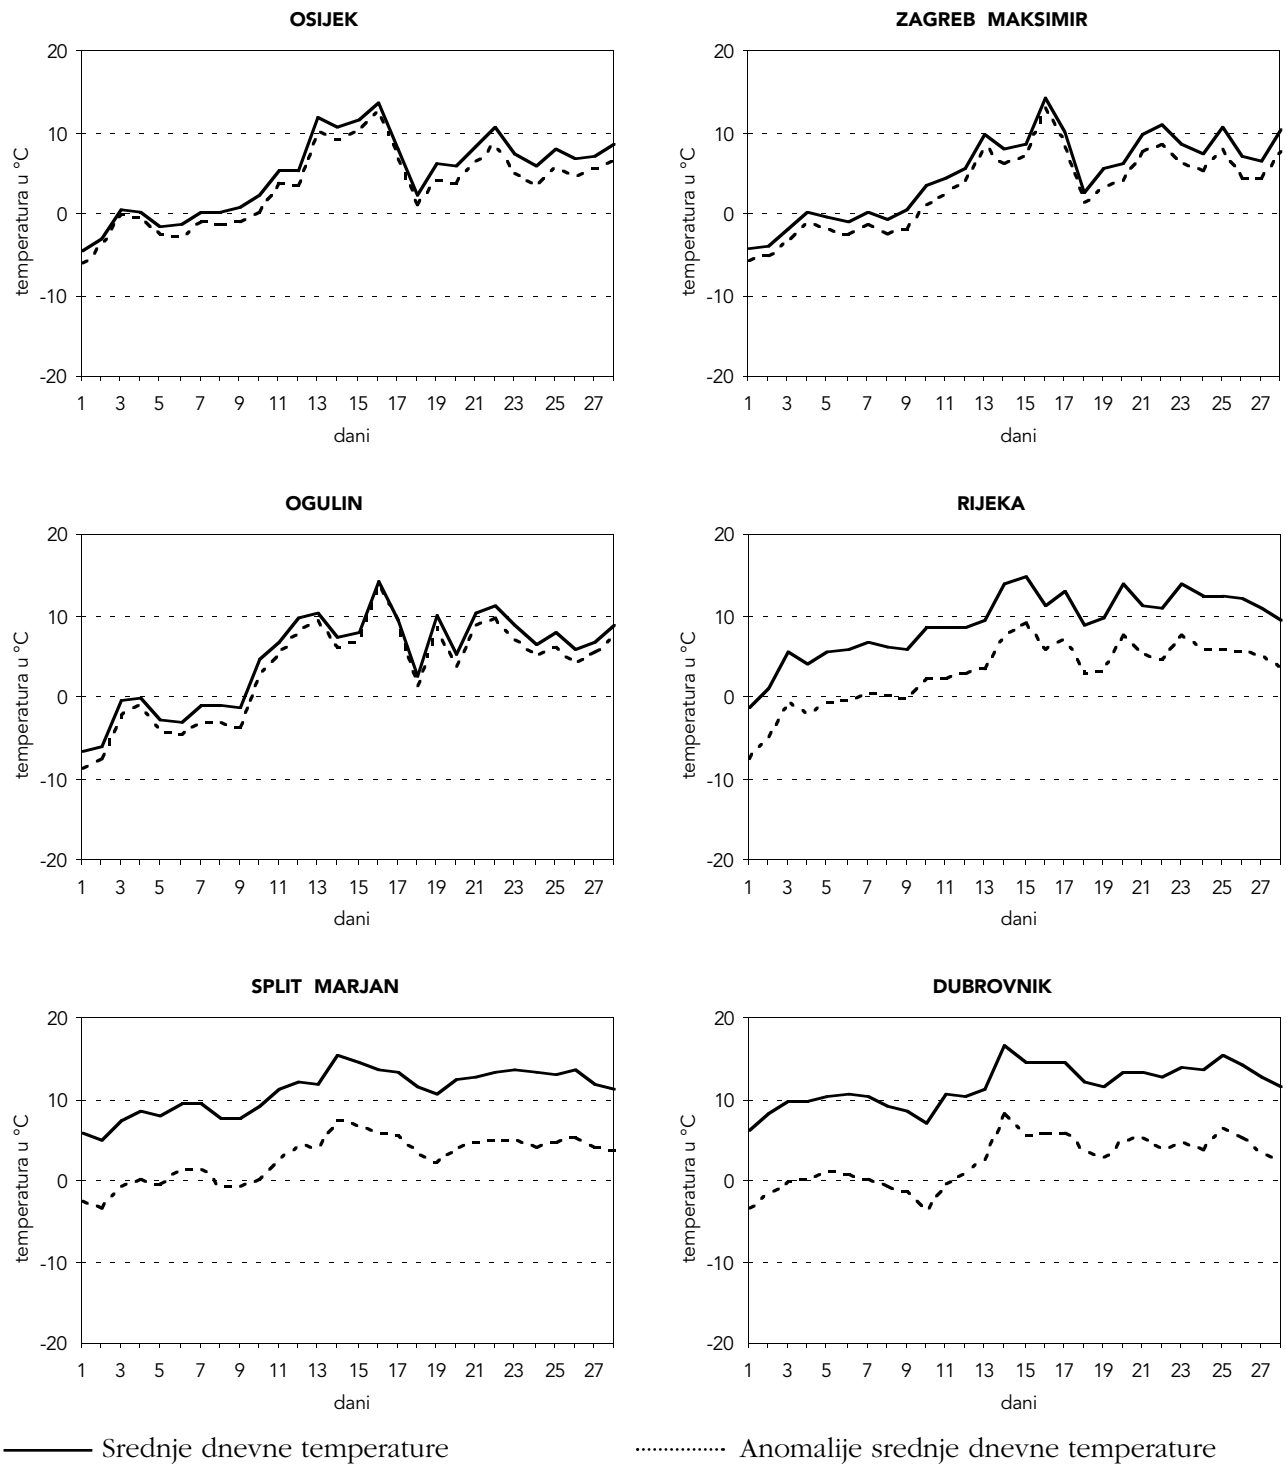 OSIJEK
20
10
0
-10
-20
temperatura u °C
1 3 5 7 9 11 13 15 17 19 21 23 25 27
dani
ZAGREB MAKSIMIR
20
10
0
-10
-20
temperatura u °C
1 3 5 7 9 11 13 15 17 19 21 23 25 27
dani
OGULIN
20
10
0
-10
-20
temperatura u °C
1 3 5 7 9 11 13 15 17 19 21 23 25 27
dani
RIJEKA
20
10
0
-10
-20
temperatura u °C
1 3 5 7 9 11 13 15 17 19 21 23 25 27
dani
SPLIT MARJAN
20
10
0
-10
-20
temperatura u °C
1 3 5 7 9 11 13 15 17 19 21 23 25 27
dani
DUBROVNIK
20
10
0
-10
-20
temperatura u °C
1 3 5 7 9 11 13 15 17 19 21 23 25 27
dani
Srednje dnevne temperature
Anomalije srednje dnevne temperature